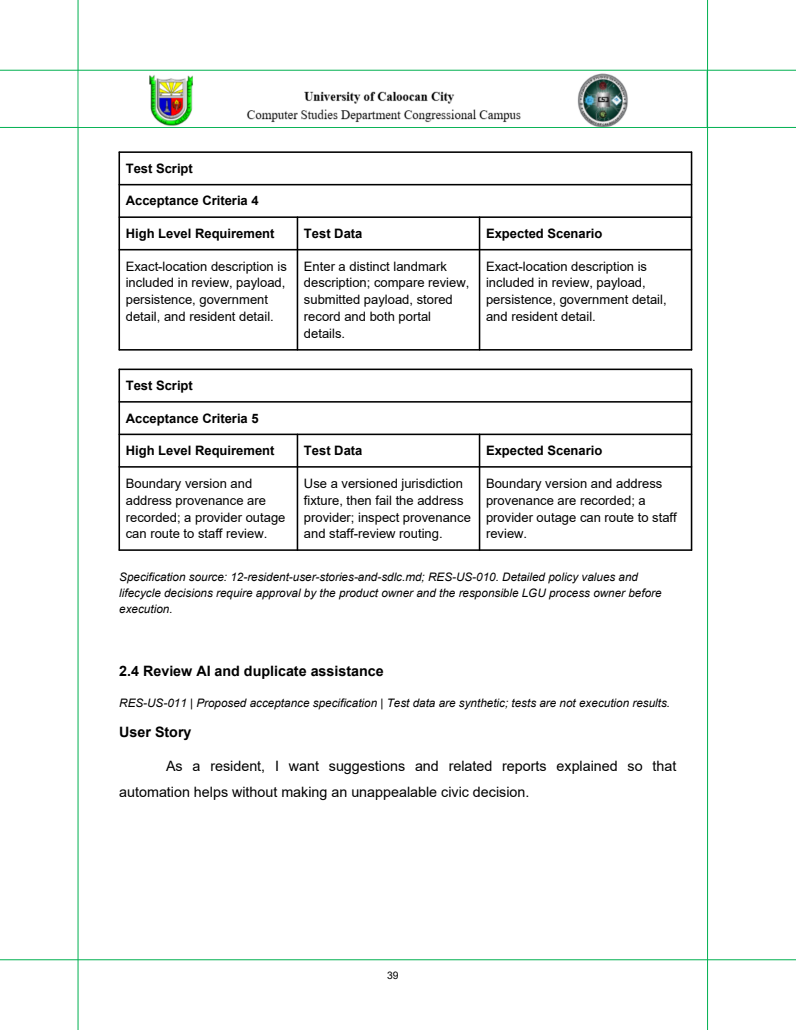 University of Caloocan City
Computer Studies Department Congressional Campus
Test Script
Acceptance Criteria 4
High Level Requirement
Test Data
Expected Scenario
Exact-location description is
included in review, payload,
persistence, government
detail, and resident detail.
Enter a distinct landmark
description; compare review,
submitted payload, stored
record and both portal
details.
Exact-location description is
included in review, payload,
persistence, government detail,
and resident detail.
Test Script
Acceptance Criteria 5
High Level Requirement
Test Data
Expected Scenario
Boundary version and
address provenance are
recorded; a provider outage
can route to staff review.
Use a versioned jurisdiction
fixture, then fail the address
provider; inspect provenance
and staff-review routing.
Boundary version and address
provenance are recorded; a
provider outage can route to staff
review.
Specification source: 12-resident-user-stories-and-sdlc.md; RES-US-010. Detailed policy values and
lifecycle decisions require approval by the product owner and the responsible LGU process owner before
execution.
2.4 Review AI and duplicate assistance
RES-US-011 | Proposed acceptance specification | Test data are synthetic; tests are not execution results.
User Story
As a resident, I want suggestions and related reports explained so that
automation helps without making an unappealable civic decision.
39